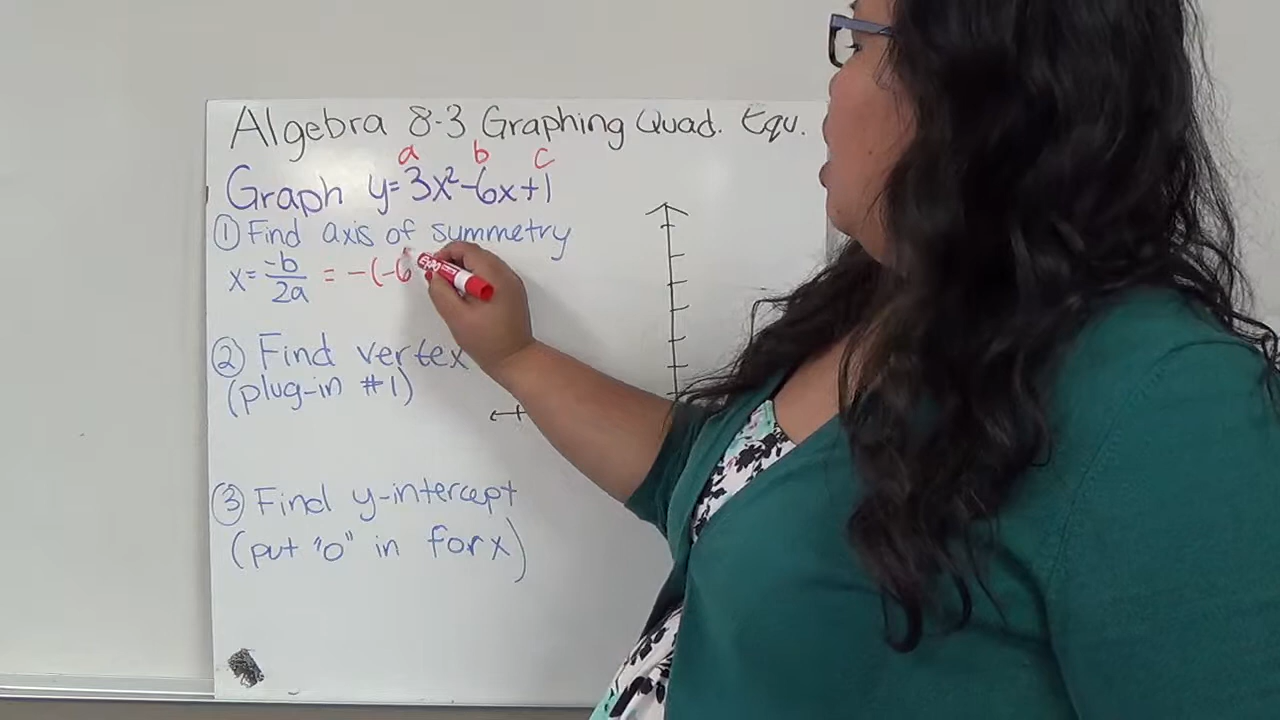 Algebra 8-3 Graphing Quad. Equ.
a b c
Graph y=3x²-6x+1
① Find axis of symmetry
x= -b/2a = -(-6
② Find vertex
(plug-in #1)
③ Find y-intercept
(put "0" in for x)
EXPO